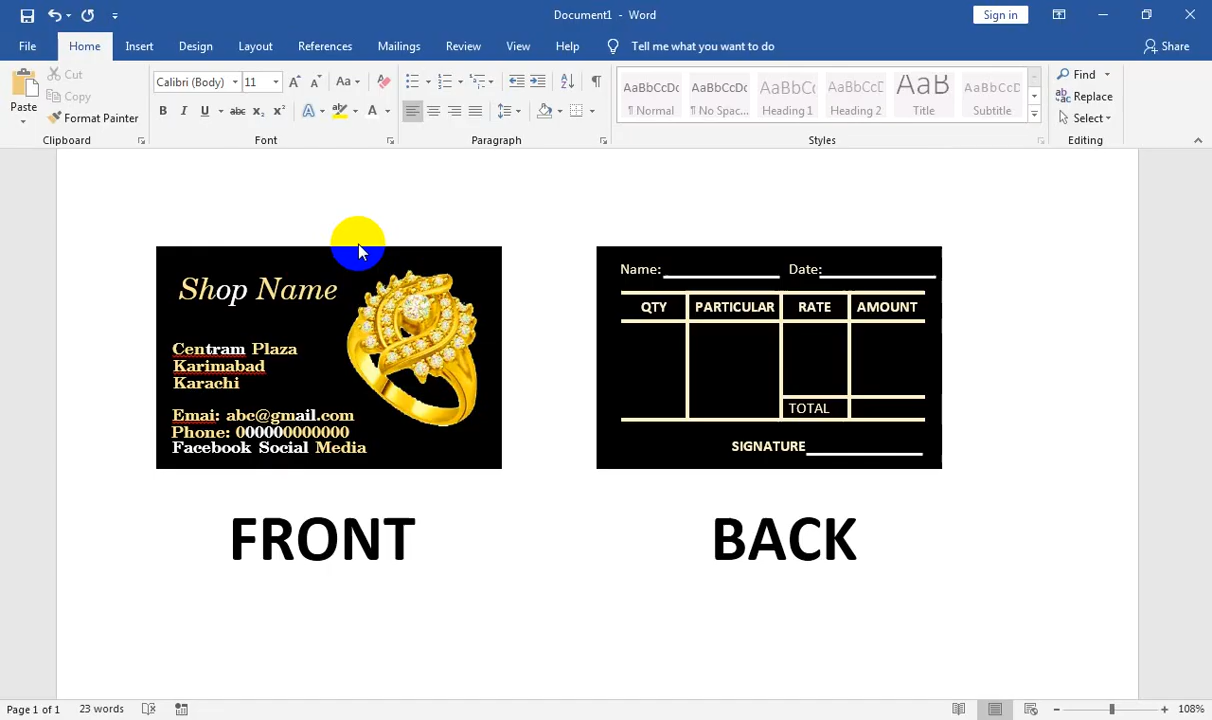 Document1 - Word
Sign in
File Home Insert Design Layout References Mailings Review View Help Tell me what you want to do Share
Paste
Cut
Copy
Format Painter
Clipboard
Calibri (Body) 11
Font
Paragraph
AaBbCcDc AaBbCcDc AaBbCc AaBbCcD AaB AaBbCcD
¶ Normal ¶ No Spac... Heading 1 Heading 2 Title Subtitle
Styles
Find
Replace
Select
Editing
Shop Name
Centram Plaza
Karimabad
Karachi
Emai: abc@gmail.com
Phone: 00000000000
Facebook Social Media
Name: Date:
QTY PARTICULAR RATE AMOUNT
TOTAL
SIGNATURE
FRONT
BACK
Page 1 of 1 23 words 108%